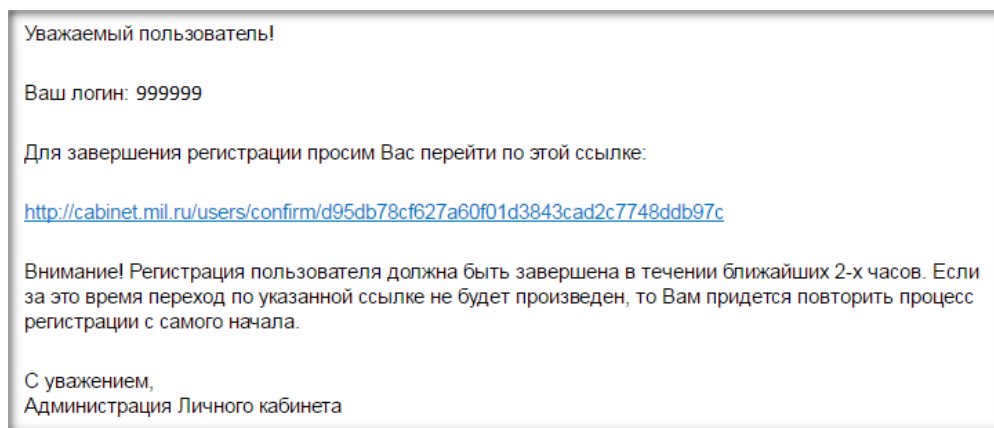 Уважаемый пользователь!
Ваш логин: 999999
Для завершения регистрации просим Вас перейти по этой ссылке:
http://cabinet.mil.ru/users/confirm/d95db78cf627a60f01d3843cad2c7748ddb97c
Внимание! Регистрация пользователя должна быть завершена в течении ближайших 2-х часов. Если
за это время переход по указанной ссылке не будет произведен, то Вам придется повторить процесс
регистрации с самого начала.
С уважением,
Администрация Личного кабинета